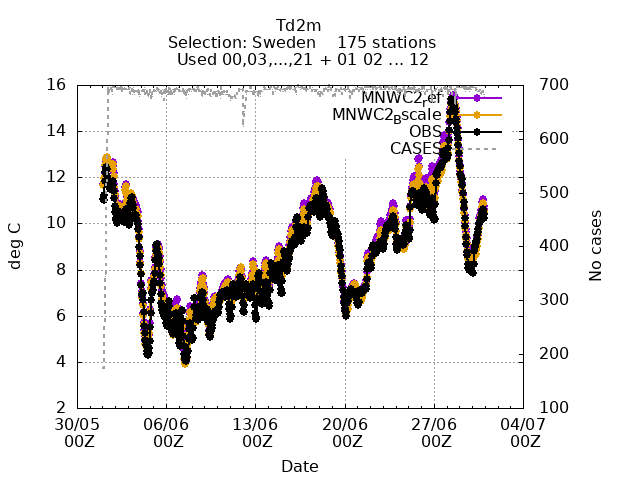 Td2m
Selection: Sweden    175 stations
Used 00,03,...,21 + 01 02 ... 12
16
14
12
10
8
6
4
2
deg C
700
600
500
400
300
200
100
No cases
MNWC2_ref
MNWC2_Bscale
OBS
CASES
30/05 00Z
06/06 00Z
13/06 00Z
20/06 00Z
27/06 00Z
04/07 00Z
Date